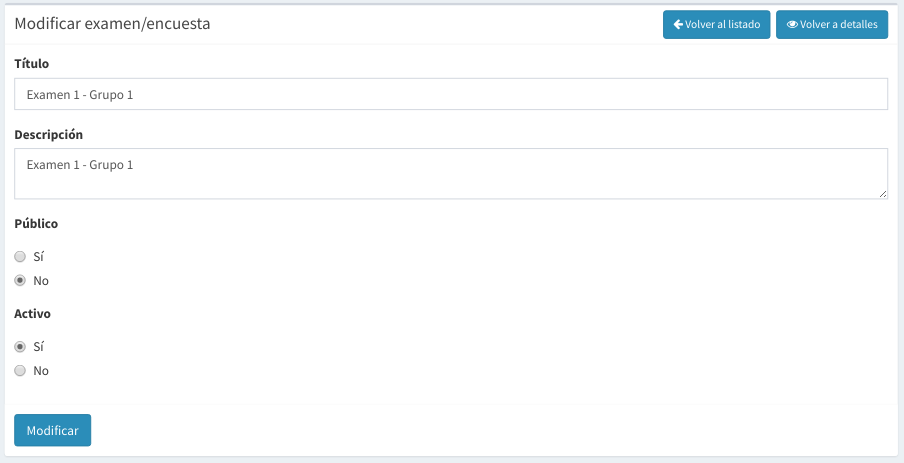 Modificar examen/encuesta
Volver al listado
Volver a detalles
Título
Examen 1 - Grupo 1
Descripción
Examen 1 - Grupo 1
Público
Sí
No
Activo
Sí
No
Modificar